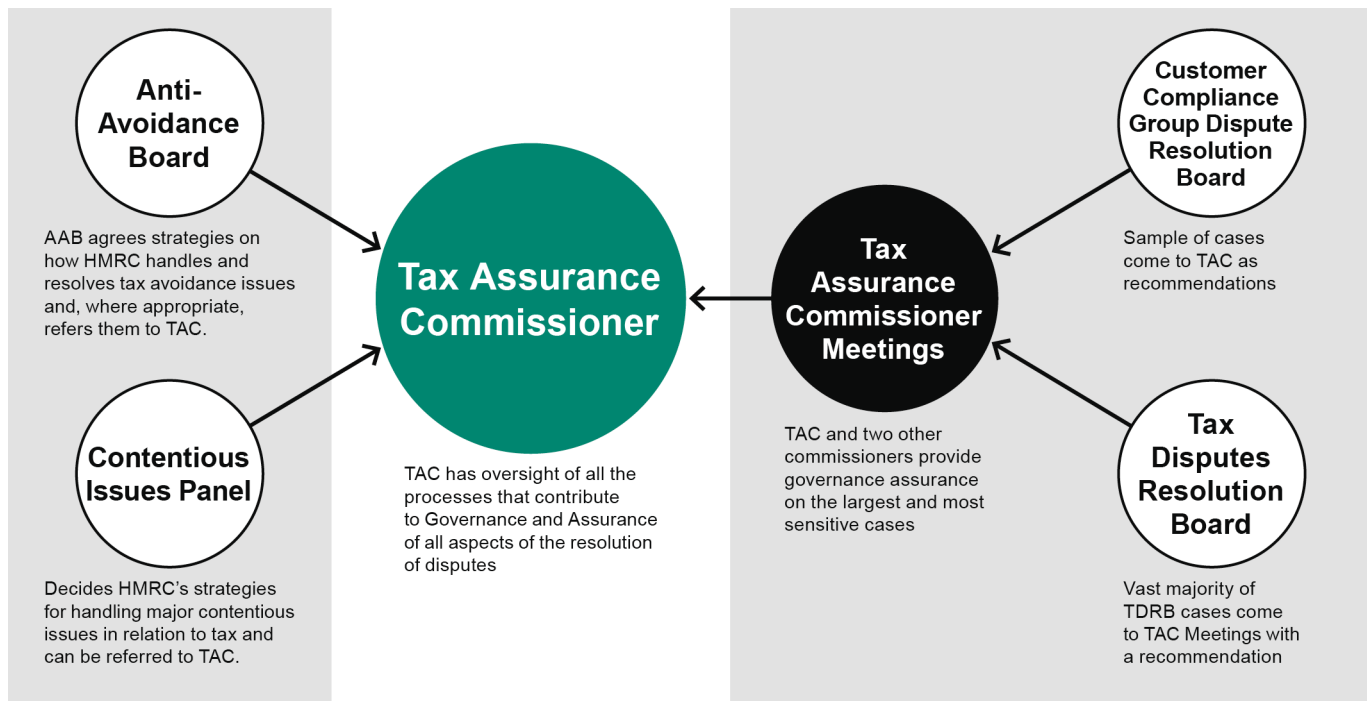 Anti-
Avoidance
Board
AAB agrees strategies on
how HMRC handles and
resolves tax avoidance issues
and, where appropriate,
refers them to TAC.
Contentious
Issues Panel
Decides HMRC’s strategies
for handling major contentious
issues in relation to tax and
can be referred to TAC.
Tax Assurance
Commissioner
TAC has oversight of all the
processes that contribute
to Governance and Assurance
of all aspects of the resolution
of disputes
Tax
Assurance
Commissioner
Meetings
TAC and two other
commissioners provide
governance assurance
on the largest and most
sensitive cases
Customer
Compliance
Group Dispute
Resolution
Board
Sample of cases
come to TAC as
recommendations
Tax
Disputes
Resolution
Board
Vast majority of
TDRB cases come
to TAC Meetings with
a recommendation